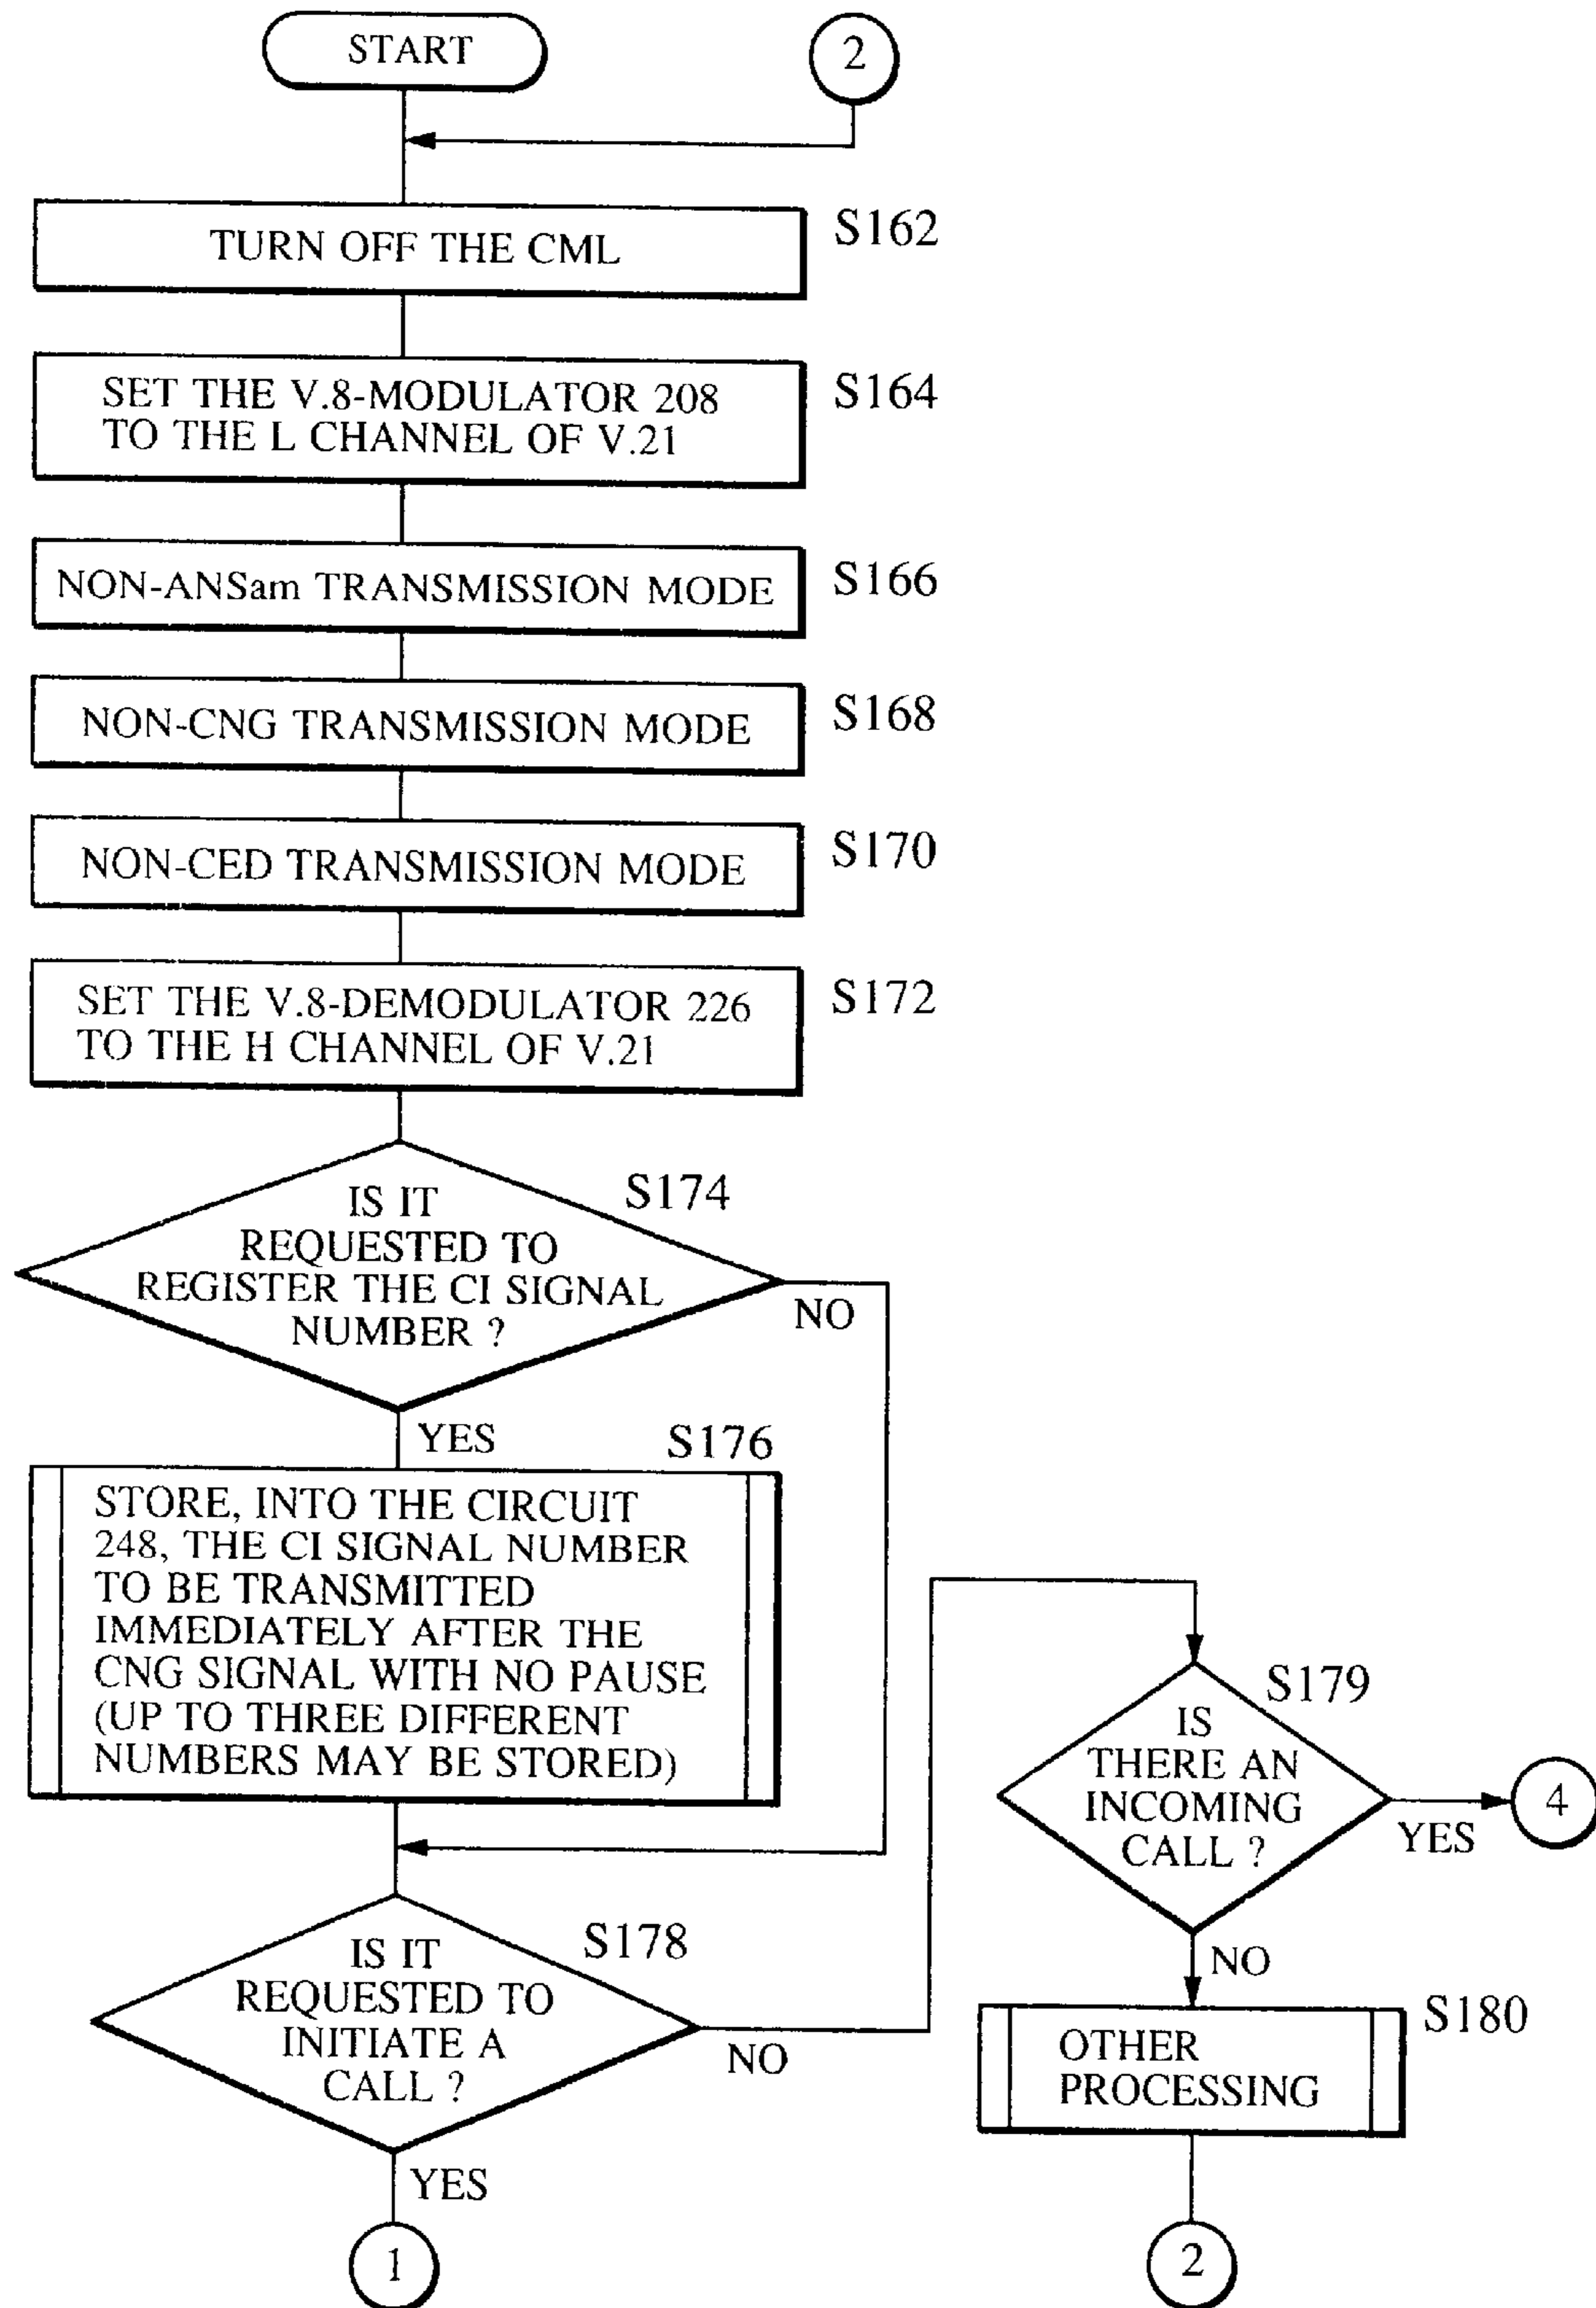 START
2
TURN OFF THE CML
S162
SET THE V.8-MODULATOR 208
TO THE L CHANNEL OF V.21
S164
NON-ANSam TRANSMISSION MODE
S166
NON-CNG TRANSMISSION MODE
S168
NON-CED TRANSMISSION MODE
S170
SET THE V.8-DEMODULATOR 226
TO THE H CHANNEL OF V.21
S172
S174
IS IT
REQUESTED TO
REGISTER THE CI SIGNAL
NUMBER ?
NO
YES
S176
STORE, INTO THE CIRCUIT
248, THE CI SIGNAL NUMBER
TO BE TRANSMITTED
IMMEDIATELY AFTER THE
CNG SIGNAL WITH NO PAUSE
(UP TO THREE DIFFERENT
NUMBERS MAY BE STORED)
S178
IS IT
REQUESTED TO
INITIATE A
CALL ?
NO
YES
1
S179
IS
THERE AN
INCOMING
CALL ?
YES
4
NO
S180
OTHER
PROCESSING
2